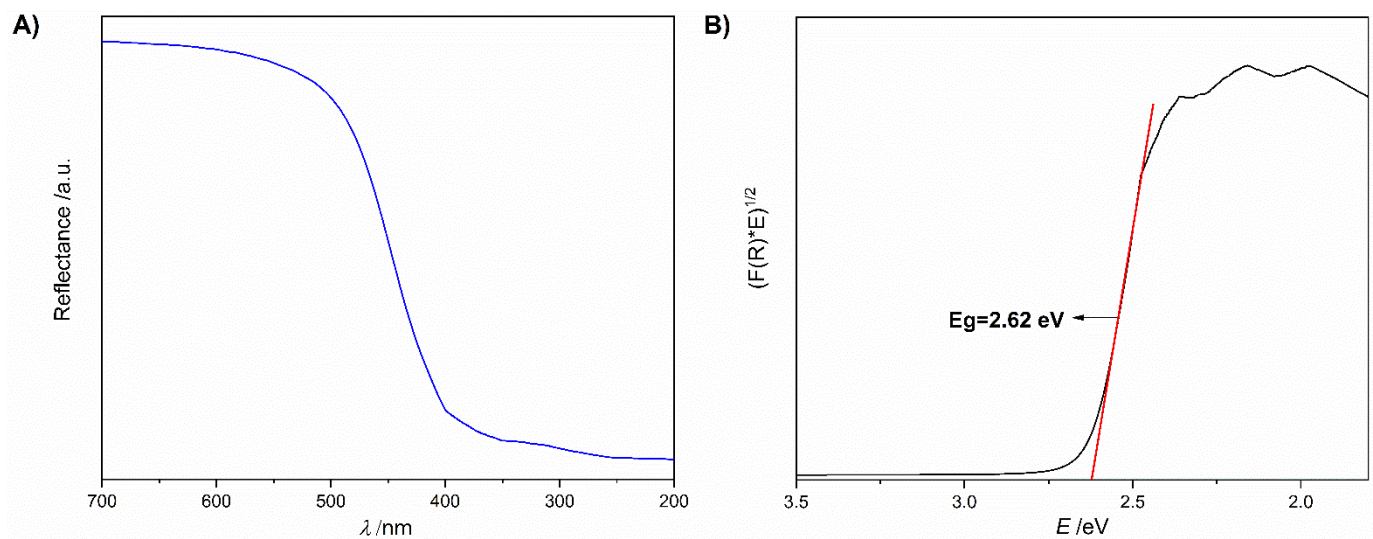 A)
Reflectance /a.u.
700 600 500 400 300 200
λ /nm
B)
(F(R)*E)^{1/2}
Eg=2.62 eV
3.5 3.0 2.5 2.0
E /eV